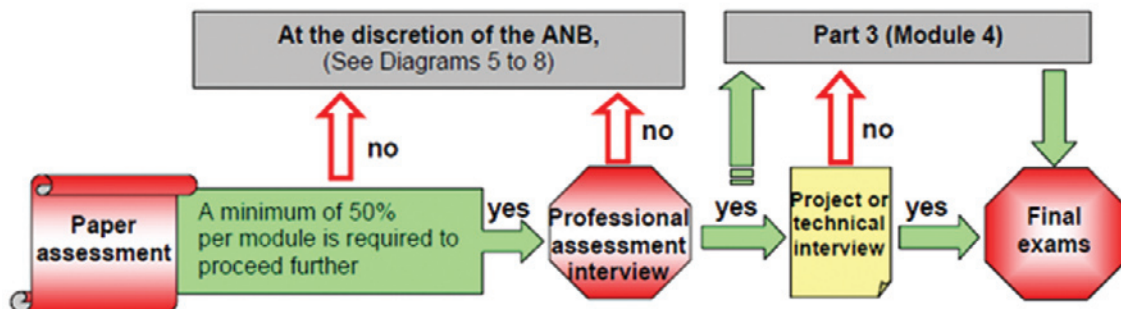 At the discretion of the ANB,
(See Diagrams 5 to 8)
Part 3 (Module 4)
no
no
no
Paper
assessment
A minimum of 50%
per module is required to
proceed further
yes
Professional
assessment
interview
yes
Project or
technical
interview
yes
Final
exams